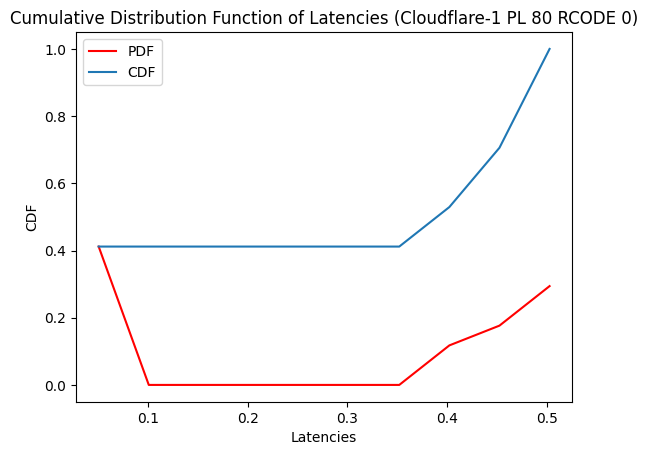 Cumulative Distribution Function of Latencies (Cloudflare-1 PL 80 RCODE 0)
PDF
CDF
1.0
0.8
0.6
0.4
0.2
0.0
CDF
0.1
0.2
0.3
0.4
0.5
Latencies